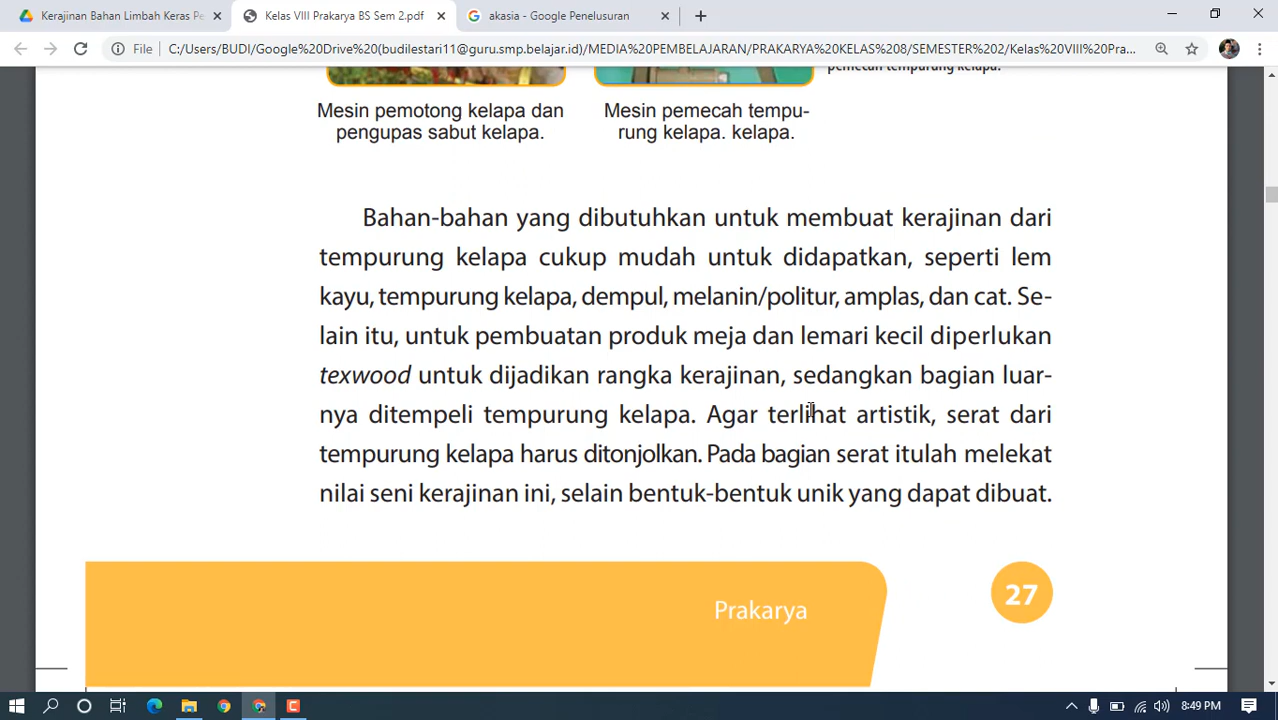 Kerajinan Bahan Limbah Keras Pe
Kelas VIII Prakarya BS Sem 2.pdf
akasia - Google Penelusuran
File
C:/Users/BUDI/Google%20Drive%20(budilestari11@guru.smp.belajar.id)/MEDIA%20PEMBELAJARAN/PRAKARYA%20KELAS%208/SEMESTER%202/Kelas%20VIII%20Pra...
pemecah tempurung kelapa.
Mesin pemotong kelapa dan
pengupas sabut kelapa.
Mesin pemecah tempu-
rung kelapa. kelapa.
Bahan-bahan yang dibutuhkan untuk membuat kerajinan dari
tempurung kelapa cukup mudah untuk didapatkan, seperti lem
kayu, tempurung kelapa, dempul, melanin/politur, amplas, dan cat. Se-
lain itu, untuk pembuatan produk meja dan lemari kecil diperlukan
texwood untuk dijadikan rangka kerajinan, sedangkan bagian luar-
nya ditempeli tempurung kelapa. Agar terlihat artistik, serat dari
tempurung kelapa harus ditonjolkan. Pada bagian serat itulah melekat
nilai seni kerajinan ini, selain bentuk-bentuk unik yang dapat dibuat.
Prakarya
27
8:49 PM